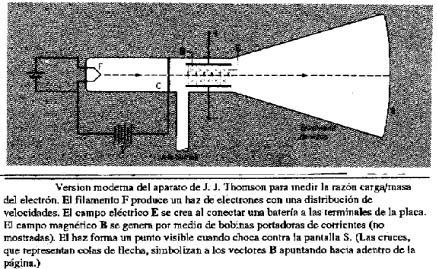 F
C
Version moderna del aparato de J. J. Thomson para medir la razón carga/masa
del electrón. El filamento F produce un haz de electrones con una distribución de
velocidades. El campo eléctrico E se crea al conectar una batería a las terminales de la placa.
El campo magnético B se genera por medio de bobinas portadoras de corrientes (no
mostradas). El haz forma un punto visible cuando choca contra la pantalla S. (Las cruces,
que representan colas de flecha, simbolizan a los vectores B apuntando hacia adentro de la
página.)